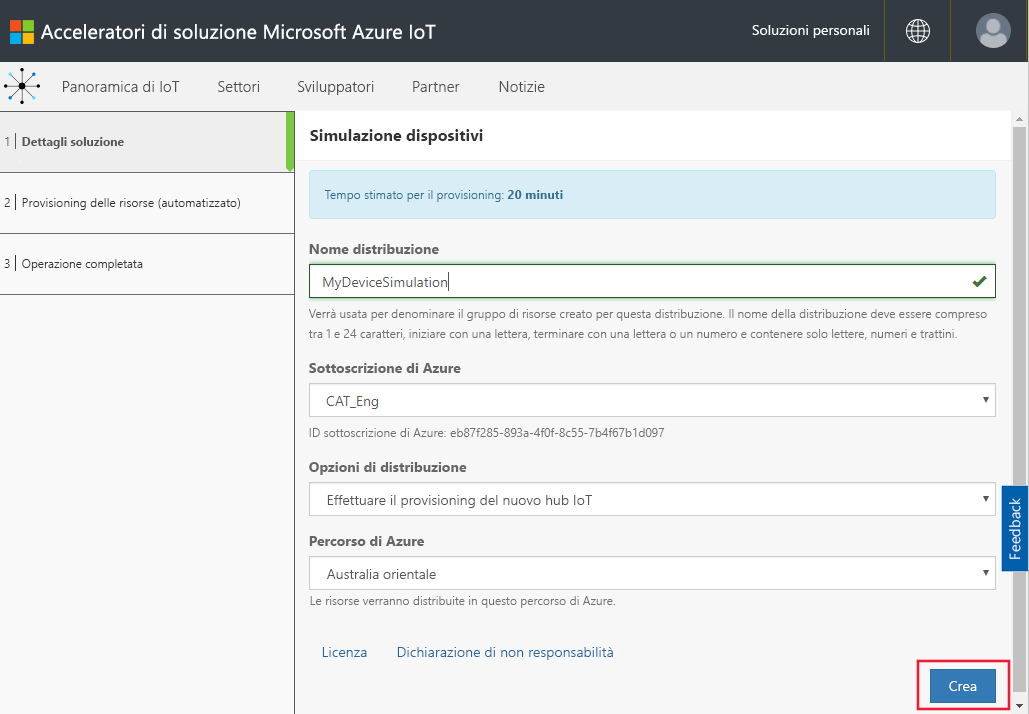 Acceleratori di soluzione Microsoft Azure IoT
Soluzioni personali
Panoramica di IoT
Settori
Sviluppatori
Partner
Notizie
1 Dettagli soluzione
2 Provisioning delle risorse (automatizzato)
3 Operazione completata
Simulazione dispositivi
Tempo stimato per il provisioning: 20 minuti
Nome distribuzione
MyDeviceSimulation
Verrà usata per denominare il gruppo di risorse creato per questa distribuzione. Il nome della distribuzione deve essere compreso
tra 1 e 24 caratteri, iniziare con una lettera, terminare con una lettera o un numero e contenere solo lettere, numeri e trattini.
Sottoscrizione di Azure
CAT_Eng
ID sottoscrizione di Azure: eb87f285-893a-4f0f-8c55-7b4f67b1d097
Opzioni di distribuzione
Effettuare il provisioning del nuovo hub IoT
Percorso di Azure
Australia orientale
Le risorse verranno distribuite in questo percorso di Azure.
Licenza
Dichiarazione di non responsabilità
Crea
Feedback